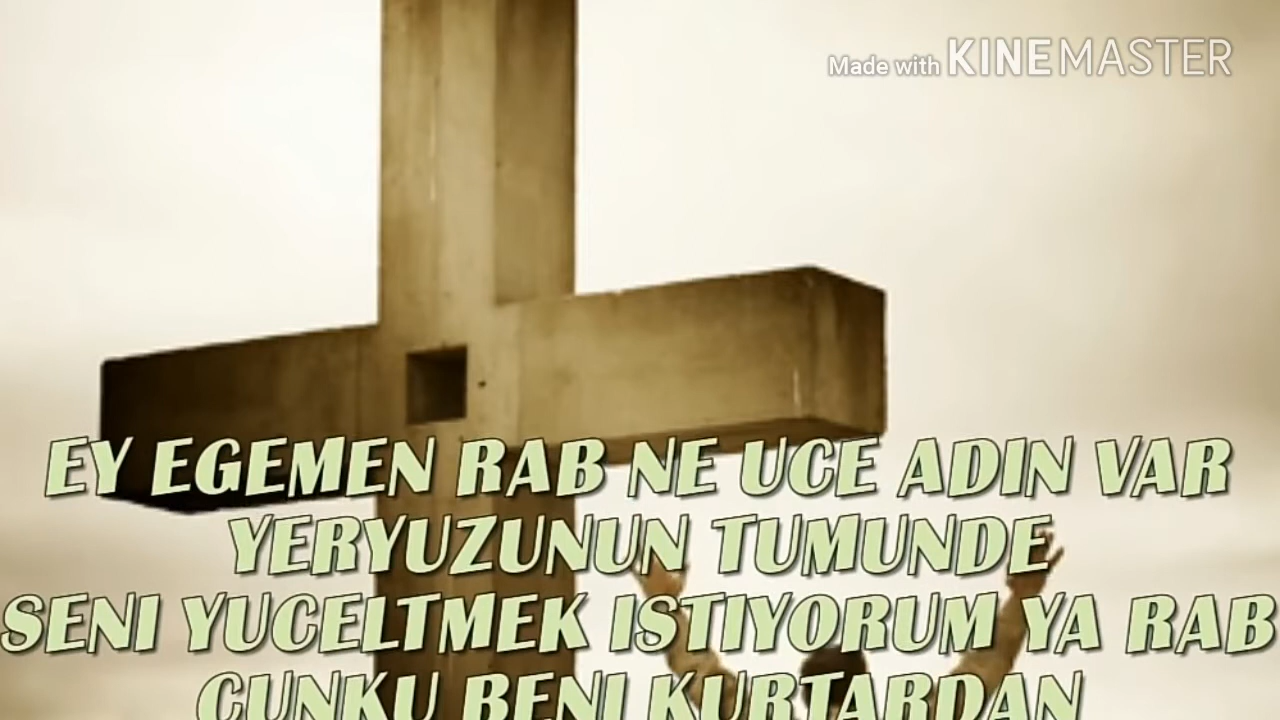 Made with KINEMASTER
EY EGEMEN RAB NE UCE ADIN VAR
YERYUZUNUN TUMUNDE
SENI YUCELTMEK ISTIYORUM YA RAB
CUNKU BENI KURTARDAN